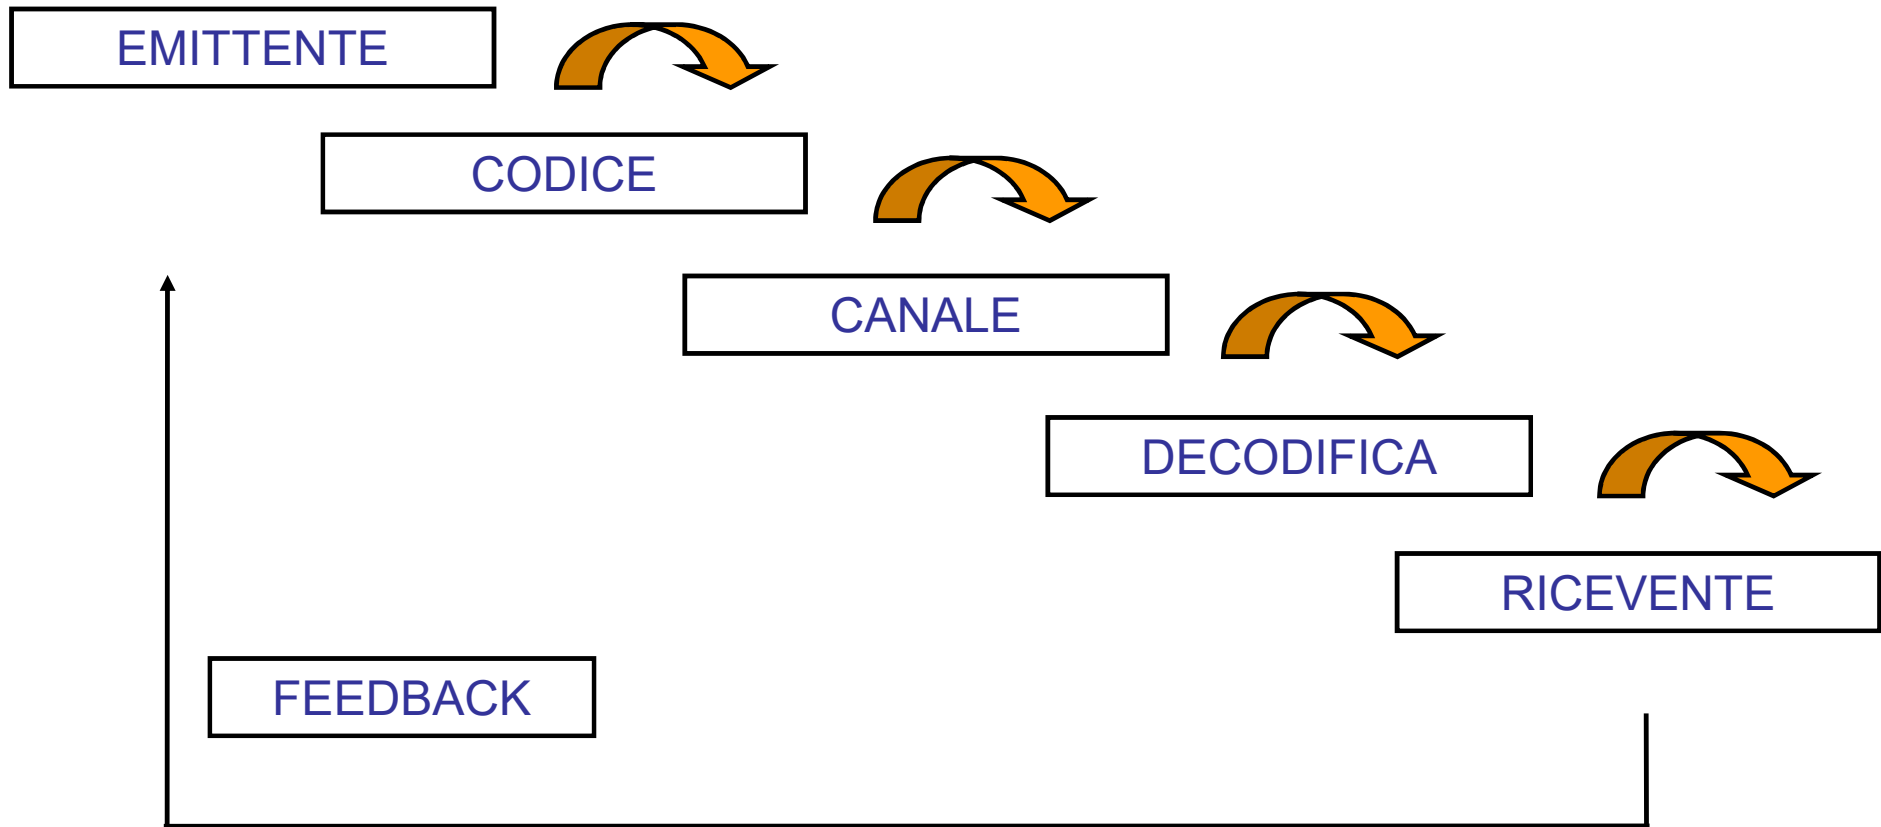 EMITTENTE
CODICE
CANALE
DECODIFICA
RICEVENTE
FEEDBACK